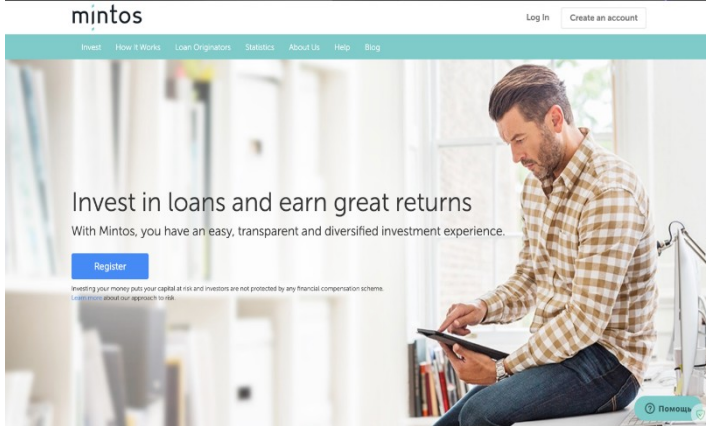 mintos
Log In Create an account
Invest How It Works Loan Originators Statistics About Us Help Blog
Invest in loans and earn great returns
With Mintos, you have an easy, transparent and diversified investment experience.
Register
Investing your money puts your capital at risk and investors are not protected by any financial compensation scheme.
Learn more about our approach to risk
Помощь